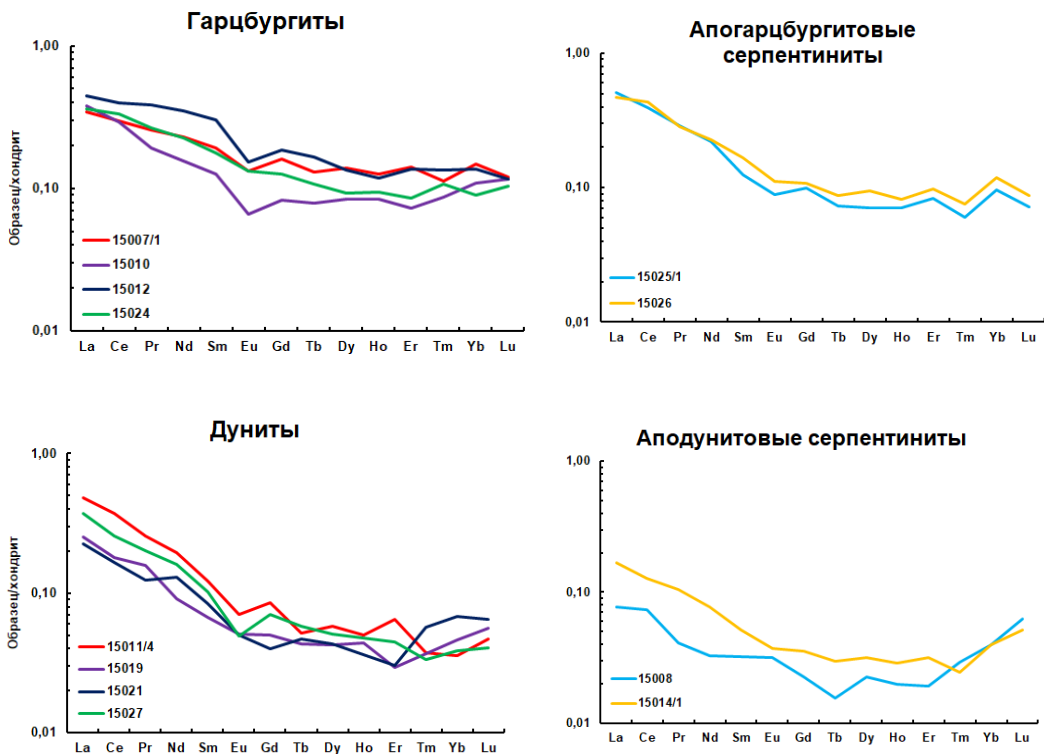 Гарцбургиты
1,00
0,10
0,01
Образец/хондрит
15007/1
15010
15012
15024
La Ce Pr Nd Sm Eu Gd Tb Dy Ho Er Tm Yb Lu
Апогарцбургитовые
серпентиниты
1,00
0,10
0,01
15025/1
15026
La Ce Pr Nd Sm Eu Gd Tb Dy Ho Er Tm Yb Lu
Дуниты
1,00
0,10
0,01
Образец/хондрит
15011/4
15019
15021
15027
La Ce Pr Nd Sm Eu Gd Tb Dy Ho Er Tm Yb Lu
Аподунитовые серпентиниты
1,00
0,10
0,01
15008
15014/1
La Ce Pr Nd Sm Eu Gd Tb Dy Ho Er Tm Yb Lu